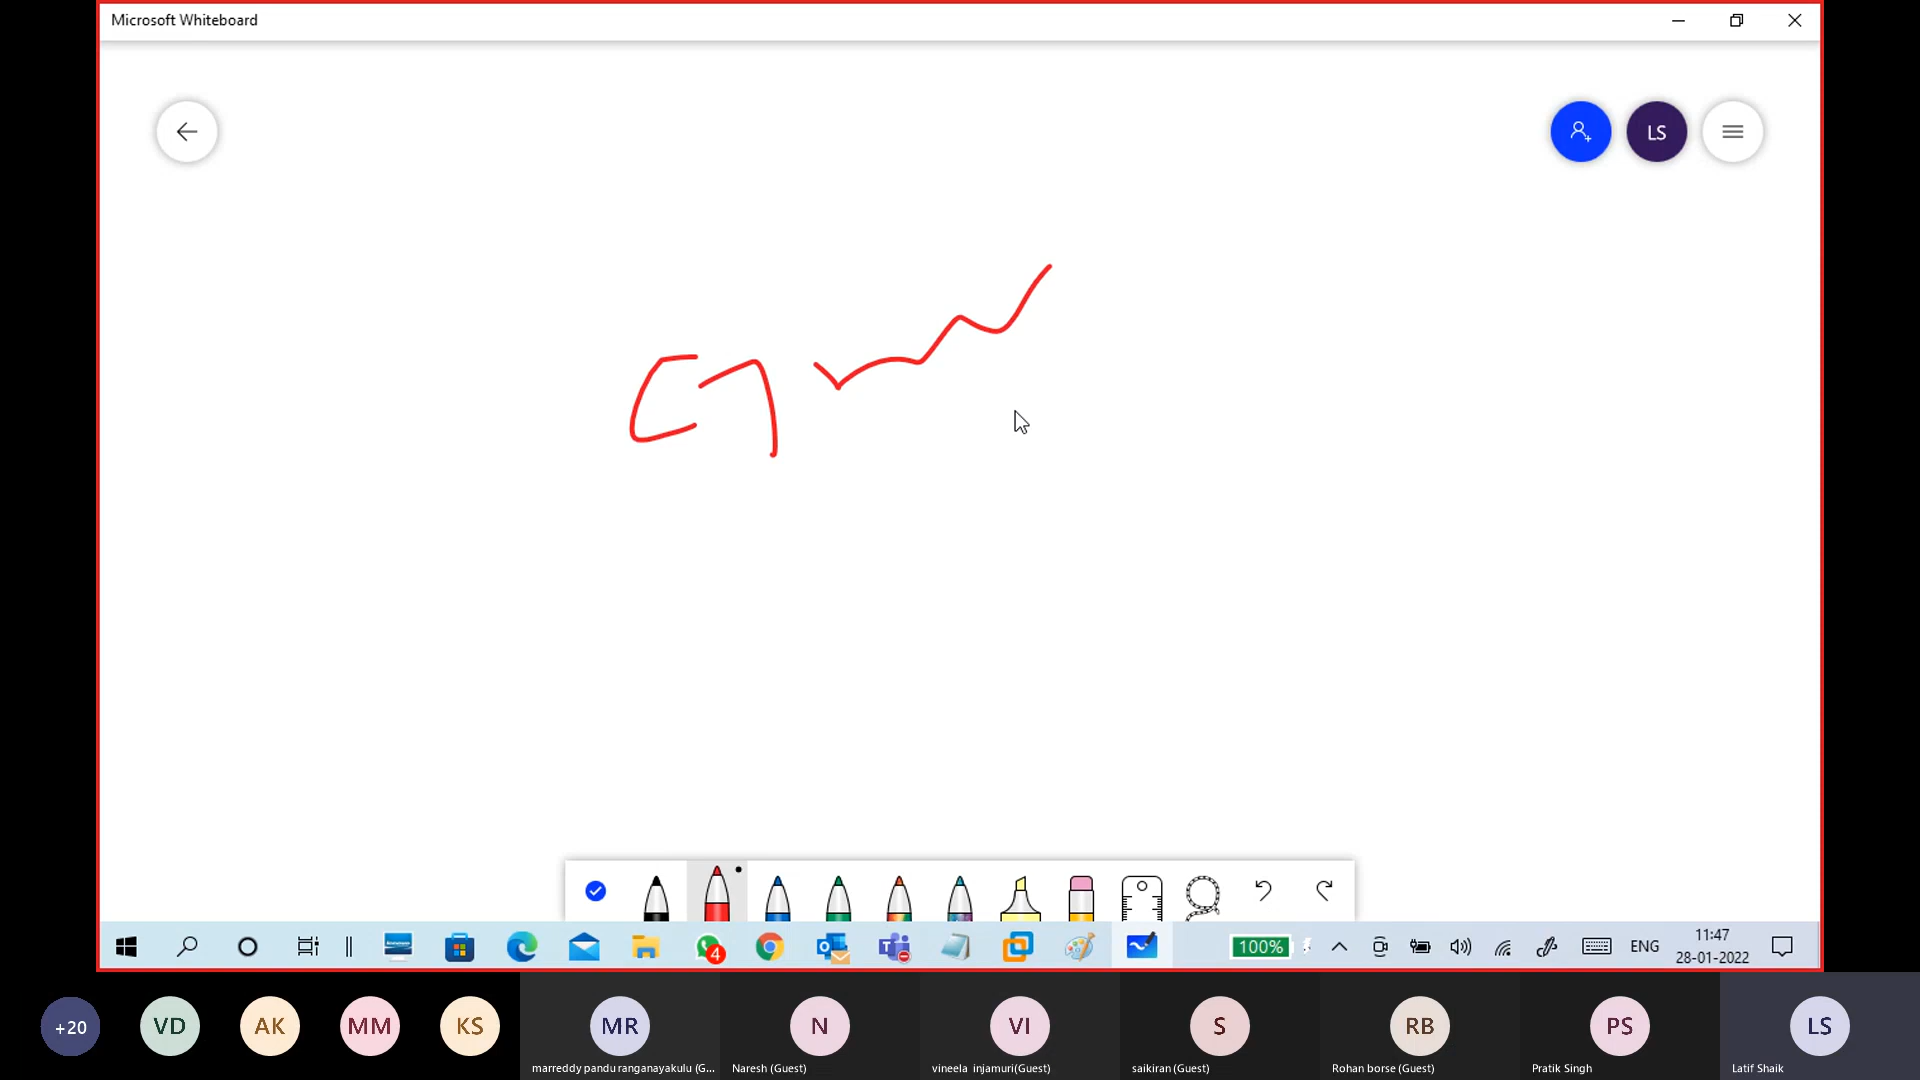 Microsoft Whiteboard
LS
4
100%
ENG
11:47
28-01-2022
+20
VD
AK
MM
KS
MR
N
VI
S
RB
PS
LS
marreddy pandu ranganayakulu (G...
Naresh (Guest)
vineela injamuri(Guest)
saikiran (Guest)
Rohan borse (Guest)
Pratik Singh
Latif Shaik